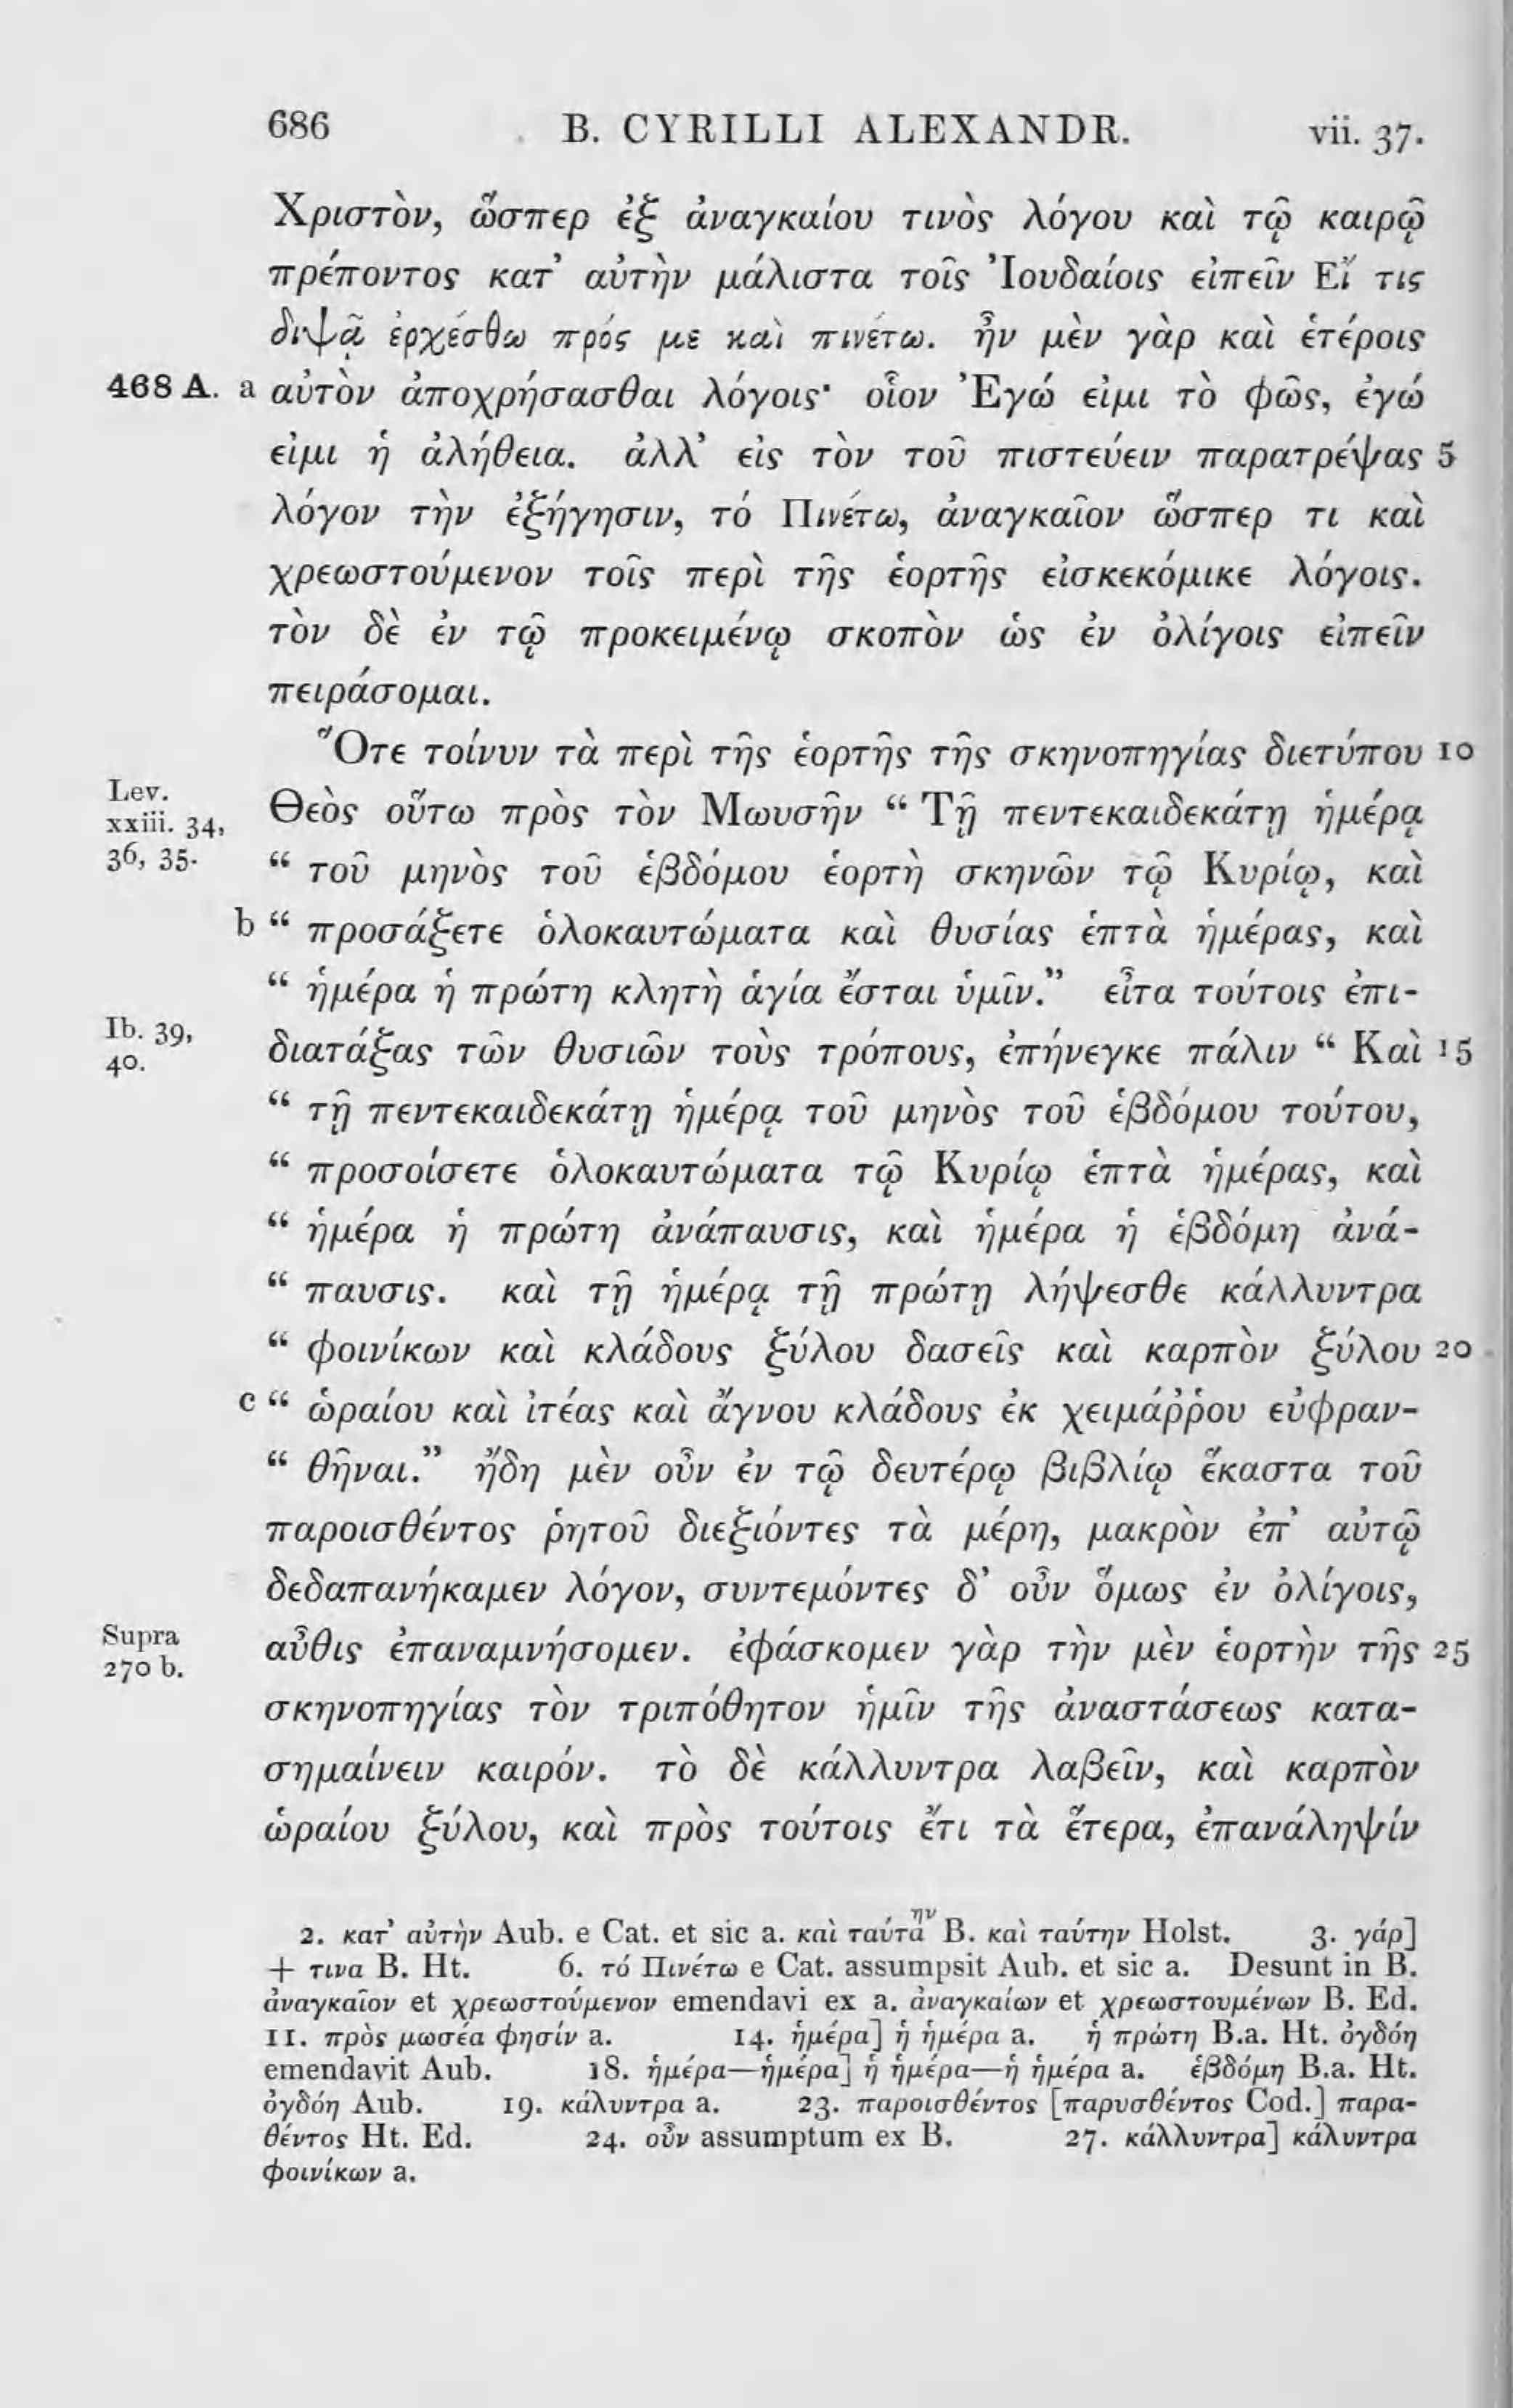 686 B. CYRILLI ALEXANDR. vii. 37.
Χριστὸν, ὥσπερ ἐξ ἀναγκαίου τινὸς λόγου καὶ τῷ καιρῷ
πρέποντος κατ᾽ αὐτὴν μάλιστα τοῖς Ἰουδαίοις εἰπεῖν Εἴ τις
διψᾷ ἐρχέσθω πρός με καὶ πινέτω. ἦν μὲν γὰρ καὶ ἑτέροις
468 A. a αὐτὸν ἀποχρήσασθαι λόγοις· οἷον Ἐγώ εἰμι τὸ φῶς, ἐγώ
εἰμι ἡ ἀλήθεια. ἀλλ᾽ εἰς τὸν τοῦ πιστεύειν παρατρέψας 5
λόγον τὴν ἐξήγησιν, τό Πινέτω, ἀναγκαῖον ὥσπερ τι καὶ
χρεωστούμενον τοῖς περὶ τῆς ἑορτῆς εἰσκεκόμικε λόγοις.
τὸν δὲ ἐν τῷ προκειμένῳ σκοπὸν ὡς ἐν ὀλίγοις εἰπεῖν
πειράσομαι.
Ὅτε τοίνυν τὰ περὶ τῆς ἑορτῆς τῆς σκηνοπηγίας διετύπου 10
Lev.
xxiii. 34,
36, 35.
Θεὸς οὕτω πρὸς τὸν Μωυσῆν “ Τῇ πεντεκαιδεκάτῃ ἡμέρᾳ
“ τοῦ μηνὸς τοῦ ἑβδόμου ἑορτὴ σκηνῶν τῷ Κυρίῳ, καὶ
b “ προσάξετε ὁλοκαυτώματα καὶ θυσίας ἑπτὰ ἡμέρας, καὶ
“ ἡμέρα ἡ πρώτη κλητὴ ἁγία ἔσται ὑμῖν.” εἶτα τούτοις ἐπι-
Ib. 39,
40.
διατάξας τῶν θυσιῶν τοὺς τρόπους, ἐπήνεγκε πάλιν “ Καὶ 15
“ τῇ πεντεκαιδεκάτῃ ἡμέρᾳ τοῦ μηνὸς τοῦ ἑβδόμου τούτου,
“ προσοίσετε ὁλοκαυτώματα τῷ Κυρίῳ ἑπτὰ ἡμέρας, καὶ
“ ἡμέρα ἡ πρώτη ἀνάπαυσις, καὶ ἡμέρα ἡ ἑβδόμη ἀνά-
“ παυσις. καὶ τῇ ἡμέρᾳ τῇ πρώτῃ λήψεσθε κάλλυντρα
“ φοινίκων καὶ κλάδους ξύλου δασεῖς καὶ καρπὸν ξύλου 20
c “ ὡραίου καὶ ἰτέας καὶ ἄγνου κλάδους ἐκ χειμάῤῥου εὐφραν-
“ θῆναι.” ἤδη μὲν οὖν ἐν τῷ δευτέρῳ βιβλίῳ ἕκαστα τοῦ
παροισθέντος ῥητοῦ διεξιόντες τὰ μέρη, μακρὸν ἐπ᾽ αὐτῷ
δεδαπανήκαμεν λόγον, συντεμόντες δ᾽ οὖν ὅμως ἐν ὀλίγοις,
Supra
270 b.
αὖθις ἐπαναμνήσομεν. ἐφάσκομεν γὰρ τὴν μὲν ἑορτὴν τῆς 25
σκηνοπηγίας τὸν τριπόθητον ἡμῖν τῆς ἀναστάσεως κατα-
σημαίνειν καιρόν. τὸ δὲ κάλλυντρα λαβεῖν, καὶ καρπὸν
ὡραίου ξύλου, καὶ πρὸς τούτοις ἔτι τὰ ἕτερα, ἐπανάληψίν
2. κατ᾽ αὐτὴν Aub. e Cat. et sic a. καὶ ταύταην B. καὶ ταύτην Holst. 3. γάρ]
+ τινα B. Ht. 6. τό Πινέτω e Cat. assumpsit Aub. et sic a. Desunt in B.
ἀναγκαῖον et χρεωστούμενον emendavi ex a. ἀναγκαίων et χρεωστουμένων B. Ed.
11. πρὸς μωσέα φησίν a. 14. ἡμέρα] ἡ ἡμέρα a. ἡ πρώτη B.a. Ht. ὀγδόη
emendavit Aub. 18. ἡμέρα—ἡμέρα] ἡ ἡμέρα—ἡ ἡμέρα a. ἑβδόμη B.a. Ht.
ὀγδόη Aub. 19. κάλυντρα a. 23. παροισθέντος [παρυσθέντος Cod.] παρα-
θέντος Ht. Ed. 24. οὖν assumptum ex B. 27. κάλλυντρα] κάλυντρα
φοινίκων a.